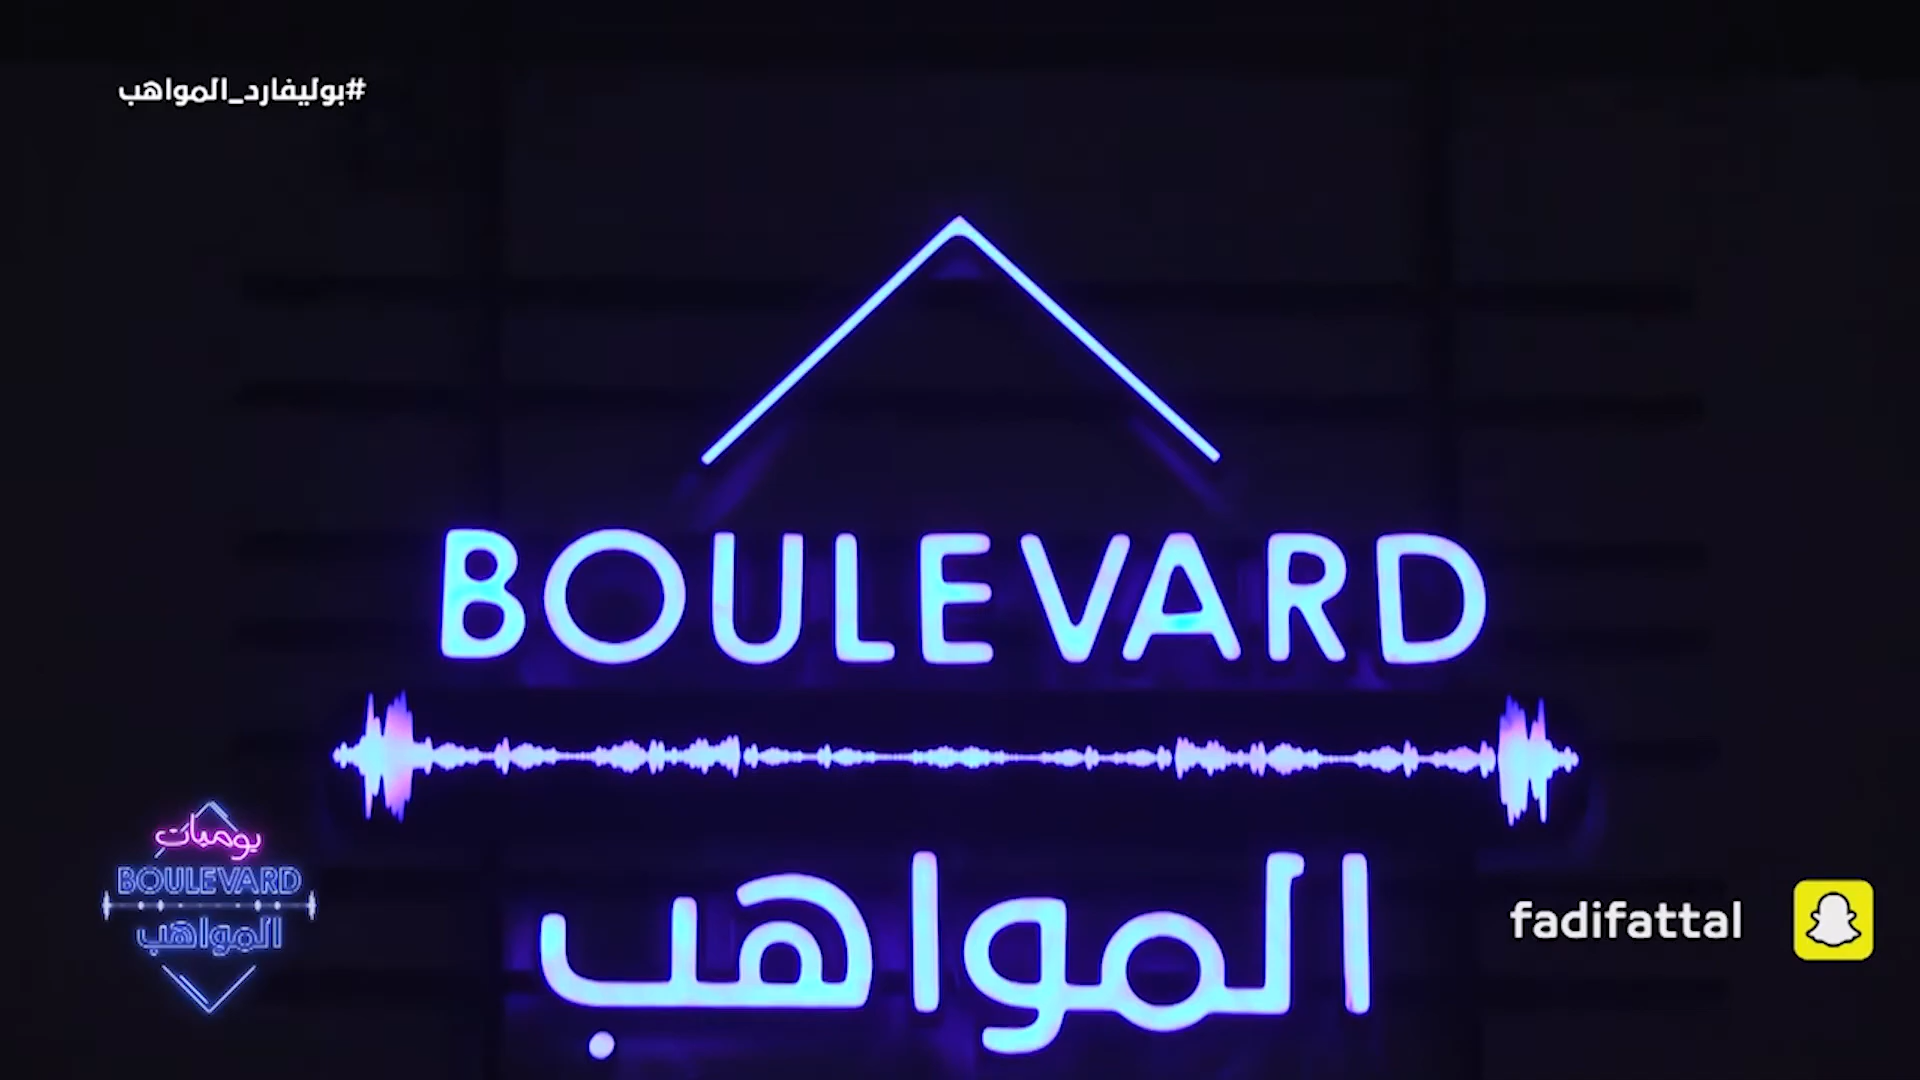 #بوليفارد_المواهب
BOULEVARD
المواهب
يوميات
BOULEVARD
المواهب
fadifattal